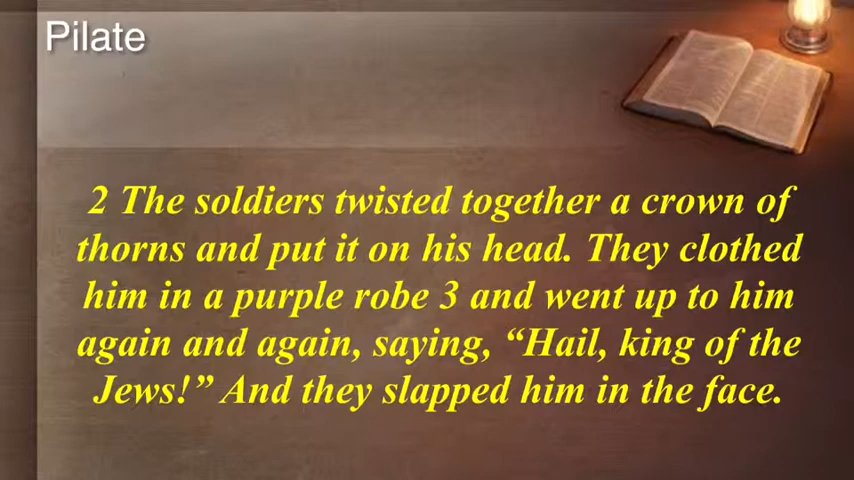 Pilate
2 The soldiers twisted together a crown of
thorns and put it on his head. They clothed
him in a purple robe 3 and went up to him
again and again, saying, “Hail, king of the
Jews!” And they slapped him in the face.